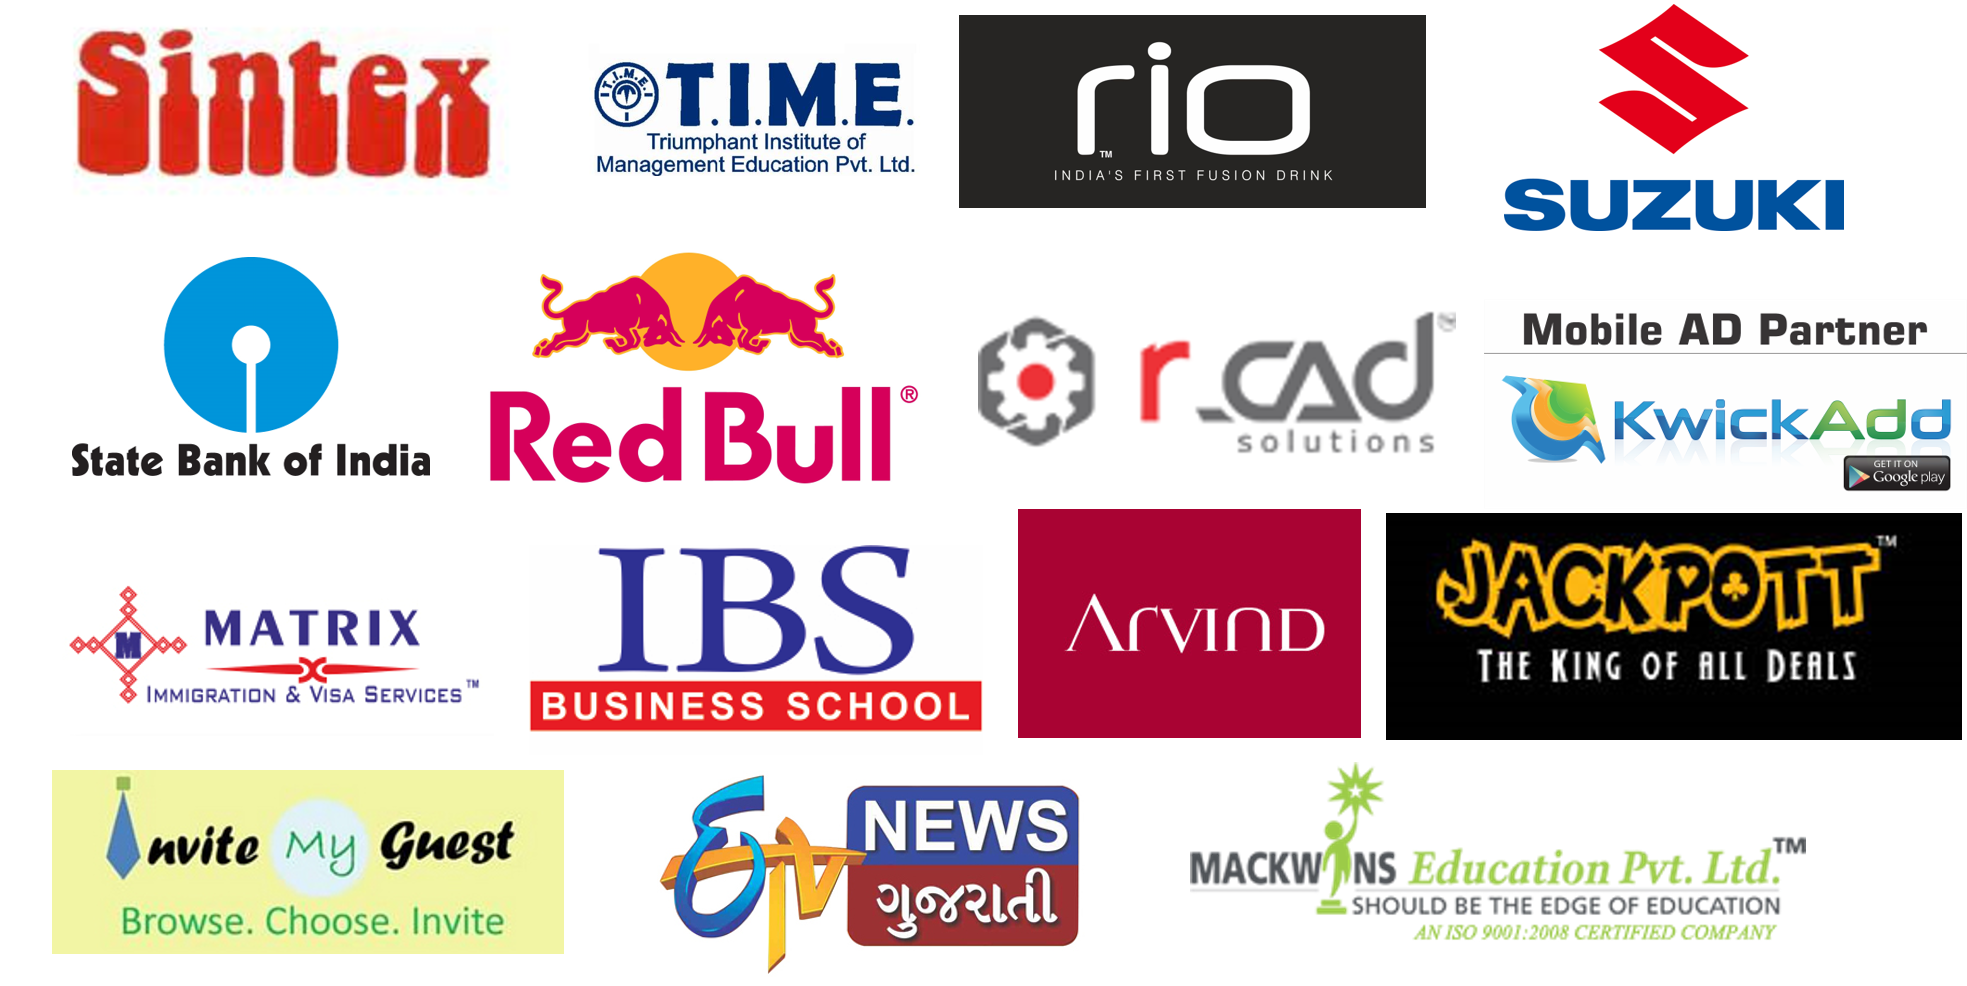 Sintex
T.I.M.E.
T.I.M.E.
Triumphant Institute of
Management Education Pvt. Ltd.
rio
TM
INDIA'S FIRST FUSION DRINK
SUZUKI
State Bank of India
Red Bull ®
r_CAD
solutions
Mobile AD Partner
KwickAdd
GET IT ON
Google play
M
MATRIX
IMMIGRATION & VISA SERVICES™
IBS
BUSINESS SCHOOL
ARVIND
JACKPOTT™
THE KING OF ALL DEALS
Invite My Guest
Browse. Choose. Invite
ETV
NEWS
ગુજરાતી
MACKWINS Education Pvt. Ltd.™
SHOULD BE THE EDGE OF EDUCATION
AN ISO 9001:2008 CERTIFIED COMPANY